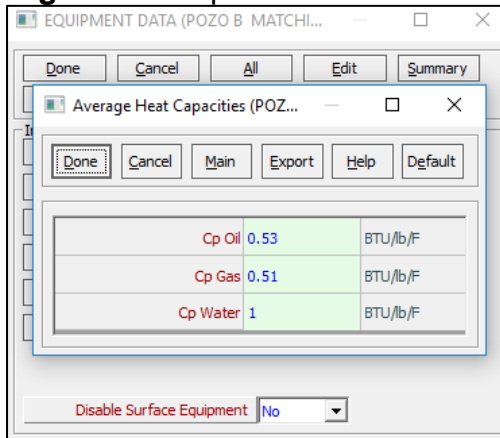 EQUIPMENT DATA (POZO B MATCHI...
Done Cancel All Edit Summary
Average Heat Capacities (POZ...
Done Cancel Main Export Help Default
Cp Oil 0.53 BTU/lb/F
Cp Gas 0.51 BTU/lb/F
Cp Water 1 BTU/lb/F
Disable Surface Equipment No